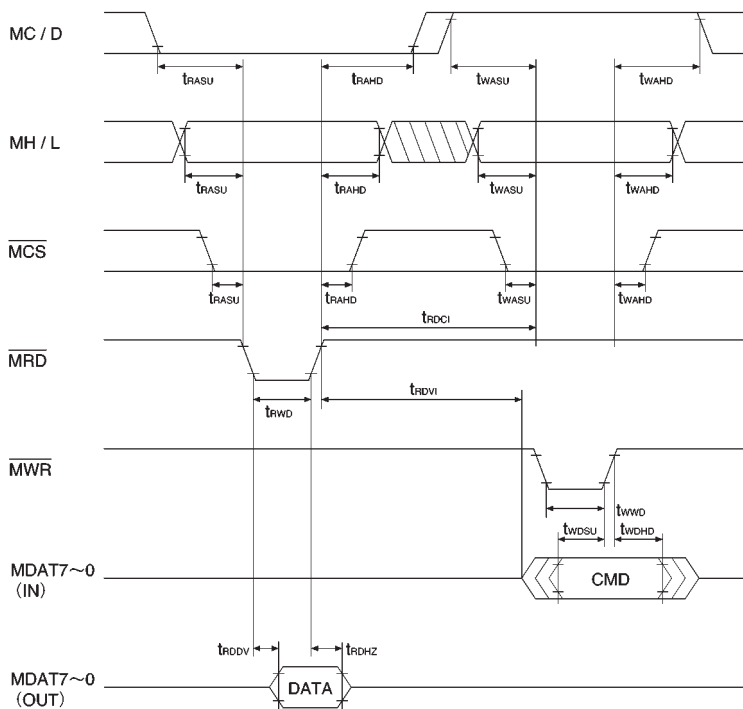 MC / D
tRASU tRAHD tWASU tWAHD
MH / L
tRASU tRAHD tWASU tWAHD
MCS
tRASU tRAHD tWASU tWAHD
tRDCI
MRD
tRWD
tRDVI
MWR
tWWD
tWDSU tWDHD
MDAT7～0
(IN)
CMD
tRDDV tRDHZ
MDAT7～0
(OUT)
DATA